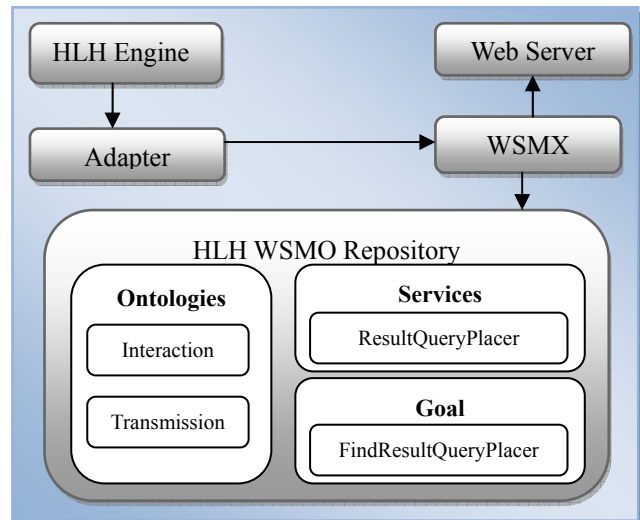 HLH Engine
Web Server
Adapter
WSMX
HLH WSMO Repository
Ontologies
Interaction
Transmission
Services
ResultQueryPlacer
Goal
FindResultQueryPlacer